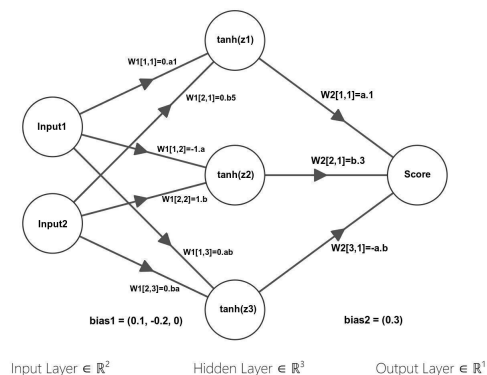 tanh(z1)
W1[1,1]=0.a1
W1[2,1]=0.b5
W2[1,1]=a.1
Input1
W1[1,2]=-1.a
W2[2,1]=b.3
tanh(z2)
Score
W1[2,2]=1.b
Input2
W1[1,3]=0.ab
W2[3,1]=-a.b
W1[2,3]=0.ba
tanh(z3)
bias1 = (0.1, -0.2, 0)
bias2 = (0.3)
Input Layer ∈ ℝ²
Hidden Layer ∈ ℝ³
Output Layer ∈ ℝ¹